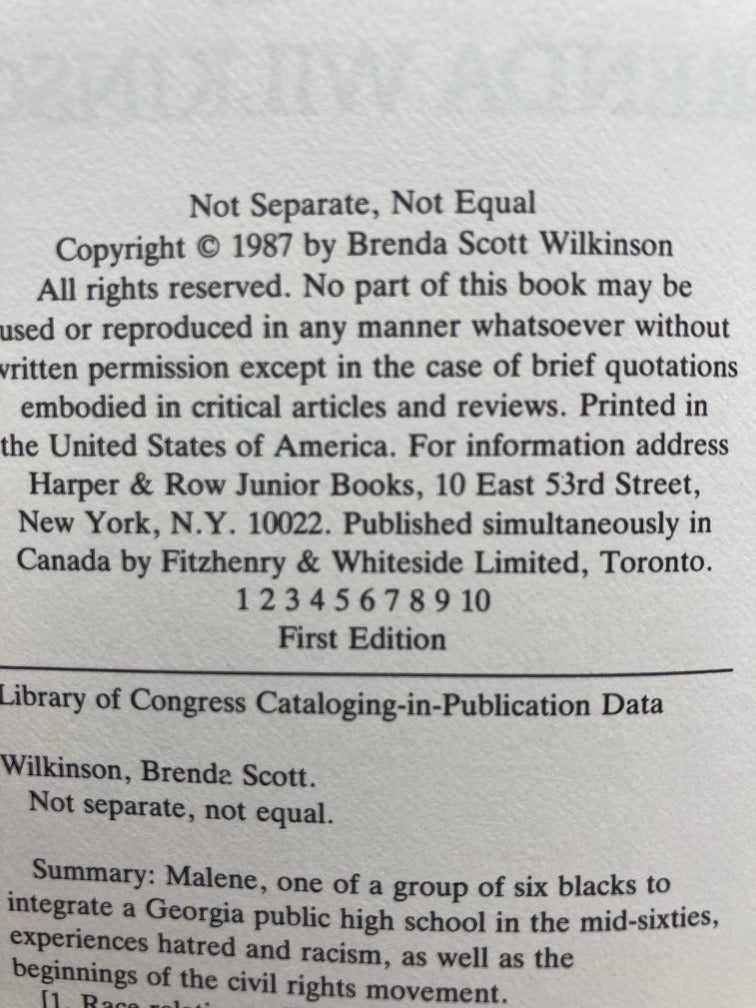 Not Separate, Not Equal
Copyright © 1987 by Brenda Scott Wilkinson
All rights reserved. No part of this book may be
used or reproduced in any manner whatsoever without
written permission except in the case of brief quotations
embodied in critical articles and reviews. Printed in
the United States of America. For information address
Harper & Row Junior Books, 10 East 53rd Street,
New York, N.Y. 10022. Published simultaneously in
Canada by Fitzhenry & Whiteside Limited, Toronto.
1 2 3 4 5 6 7 8 9 10
First Edition
Library of Congress Cataloging-in-Publication Data
Wilkinson, Brenda Scott.
Not separate, not equal.
Summary: Malene, one of a group of six blacks to
integrate a Georgia public high school in the mid-sixties,
experiences hatred and racism, as well as the
beginnings of the civil rights movement.
[1. Race